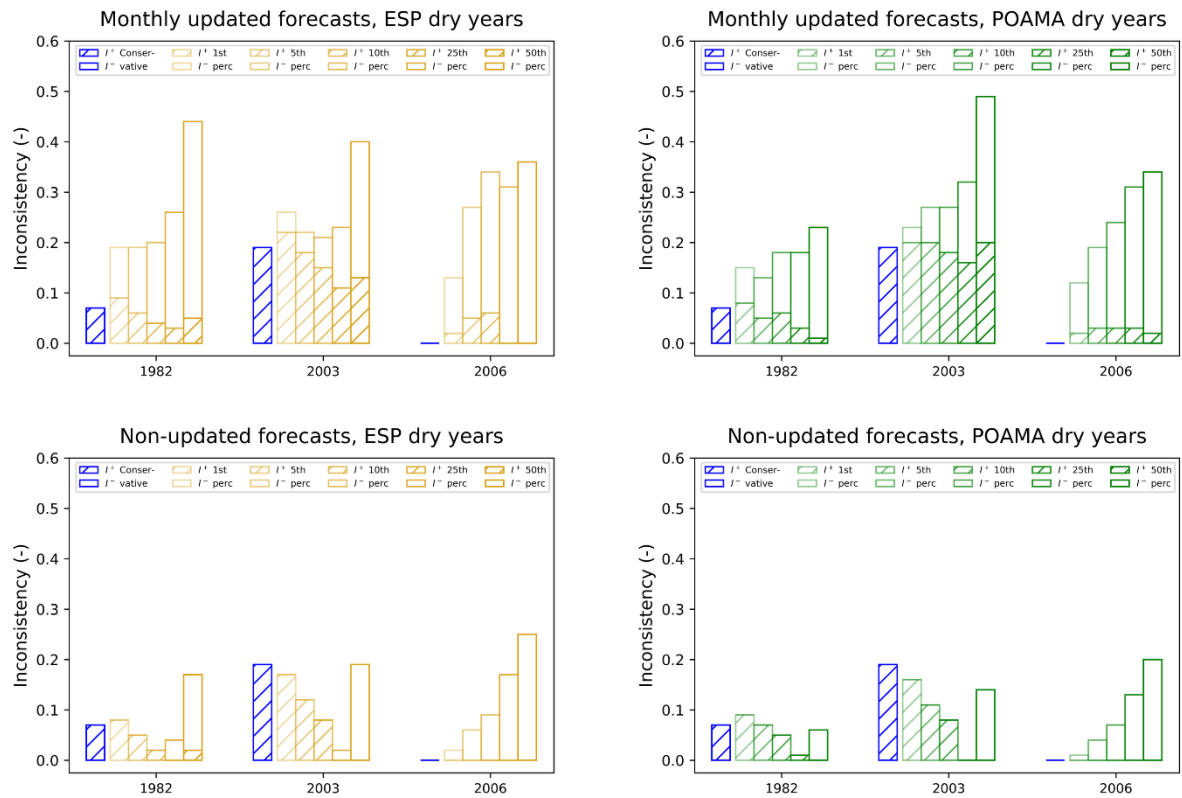 Monthly updated forecasts, ESP dry years
I⁺ Conser- I⁺ 1st I⁺ 5th I⁺ 10th I⁺ 25th I⁺ 50th
I⁻ vative I⁻ perc I⁻ perc I⁻ perc I⁻ perc I⁻ perc
Inconsistency (-)
0.6
0.5
0.4
0.3
0.2
0.1
0.0
1982 2003 2006
Monthly updated forecasts, POAMA dry years
I⁺ Conser- I⁺ 1st I⁺ 5th I⁺ 10th I⁺ 25th I⁺ 50th
I⁻ vative I⁻ perc I⁻ perc I⁻ perc I⁻ perc I⁻ perc
Inconsistency (-)
0.6
0.5
0.4
0.3
0.2
0.1
0.0
1982 2003 2006
Non-updated forecasts, ESP dry years
I⁺ Conser- I⁺ 1st I⁺ 5th I⁺ 10th I⁺ 25th I⁺ 50th
I⁻ vative I⁻ perc I⁻ perc I⁻ perc I⁻ perc I⁻ perc
Inconsistency (-)
0.6
0.5
0.4
0.3
0.2
0.1
0.0
1982 2003 2006
Non-updated forecasts, POAMA dry years
I⁺ Conser- I⁺ 1st I⁺ 5th I⁺ 10th I⁺ 25th I⁺ 50th
I⁻ vative I⁻ perc I⁻ perc I⁻ perc I⁻ perc I⁻ perc
Inconsistency (-)
0.6
0.5
0.4
0.3
0.2
0.1
0.0
1982 2003 2006